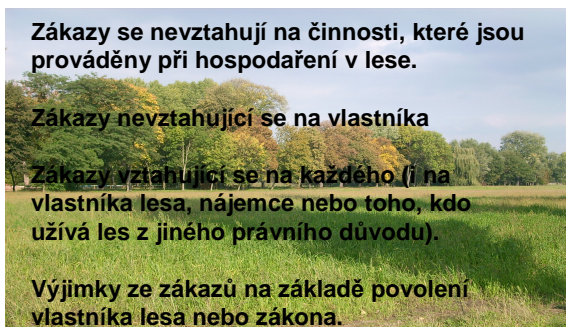 Zákazy se nevztahují na činnosti, které jsou
prováděny při hospodaření v lese.
Zákazy nevztahující se na vlastníka
Zákazy vztahující se na každého (i na
vlastníka lesa, nájemce nebo toho, kdo
užívá les z jiného právního důvodu).
Výjimky ze zákazů na základě povolení
vlastníka lesa nebo zákona.